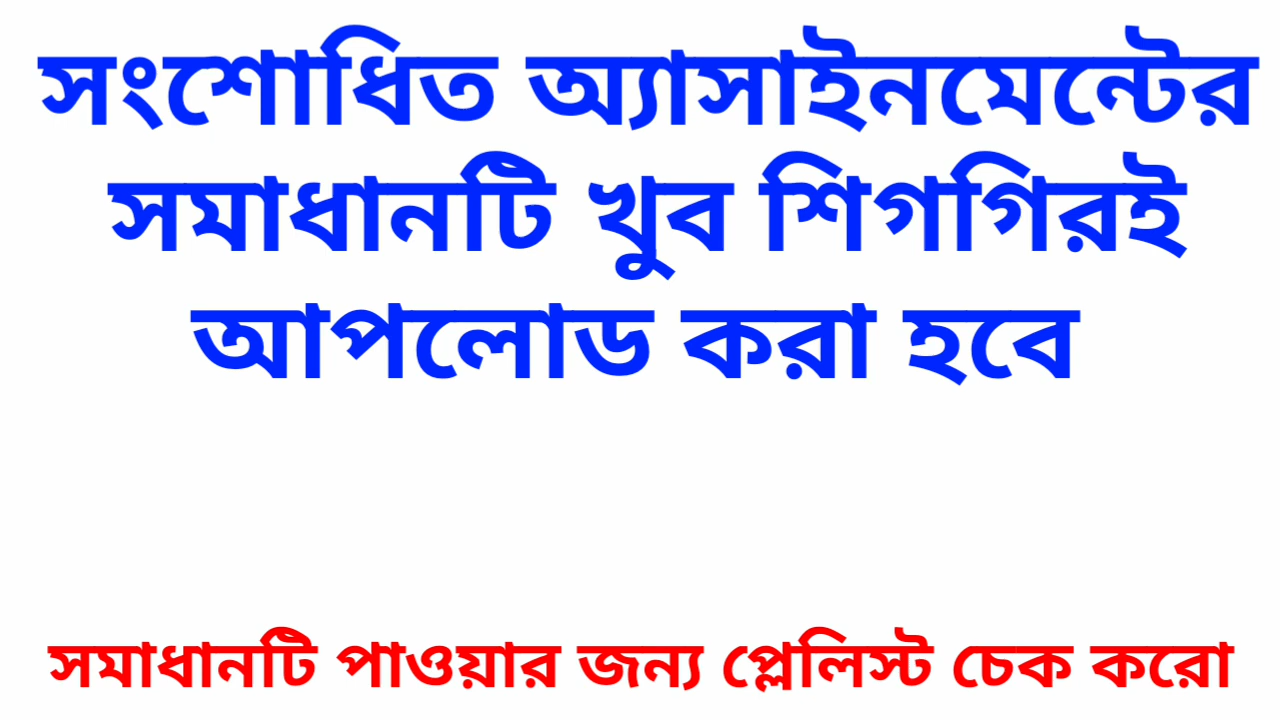 সংশোধিত অ্যাসাইনমেন্টের
সমাধানটি খুব শিগগিরই
আপলোড করা হবে
সমাধানটি পাওয়ার জন্য প্লেলিস্ট চেক করো